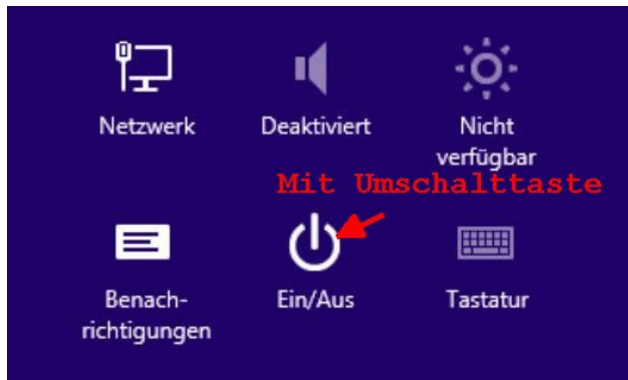 Netzwerk
Deaktiviert
Nicht
verfügbar
Mit Umschalttaste
Benach-
richtigungen
Ein/Aus
Tastatur